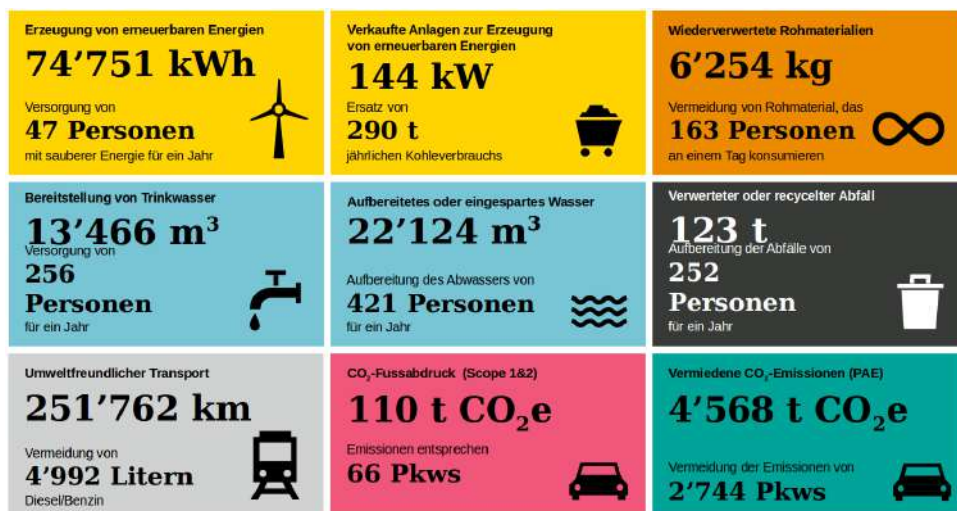 Erzeugung von erneuerbaren Energien
74’751 kWh
Versorgung von
47 Personen
mit sauberer Energie für ein Jahr
Verkaufte Anlagen zur Erzeugung
von erneuerbaren Energien
144 kW
Ersatz von
290 t
jährlichen Kohleverbrauchs
Wiederverwertete Rohmaterialien
6’254 kg
Vermeidung von Rohmaterial, das
163 Personen
an einem Tag konsumieren
Bereitstellung von Trinkwasser
13’466 m³
Versorgung von
256
Personen
für ein Jahr
Aufbereitetes oder eingespartes Wasser
22’124 m³
Aufbereitung des Abwassers von
421 Personen
für ein Jahr
Verwerteter oder recycelter Abfall
123 t
Aufbereitung der Abfälle von
252
Personen
für ein Jahr
Umweltfreundlicher Transport
251’762 km
Vermeidung von
4’992 Litern
Diesel/Benzin
CO₂-Fussabdruck (Scope 1&2)
110 t CO₂e
Emissionen entsprechen
66 Pkws
Vermiedene CO₂-Emissionen (PAE)
4’568 t CO₂e
Vermeidung der Emissionen von
2’744 Pkws